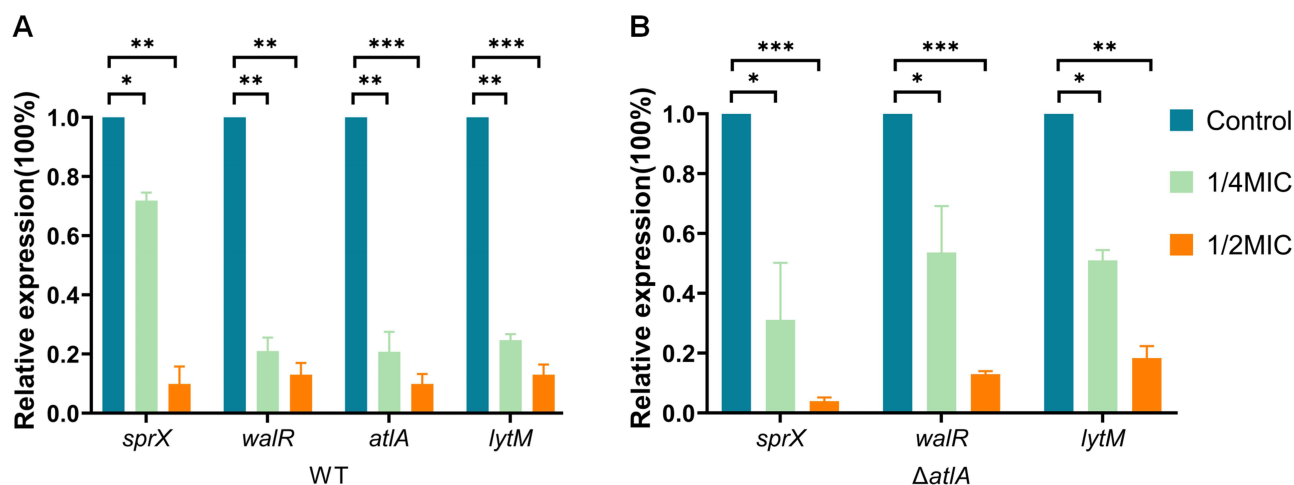 A
** ** *** ***
* ** ** **
Relative expression(100%)
1.0
0.8
0.6
0.4
0.2
0.0
sprX walR atlA lytM
WT
B
*** *** **
* * *
Relative expression(100%)
1.0
0.8
0.6
0.4
0.2
0.0
sprX walR lytM
ΔatlA
Control
1/4MIC
1/2MIC